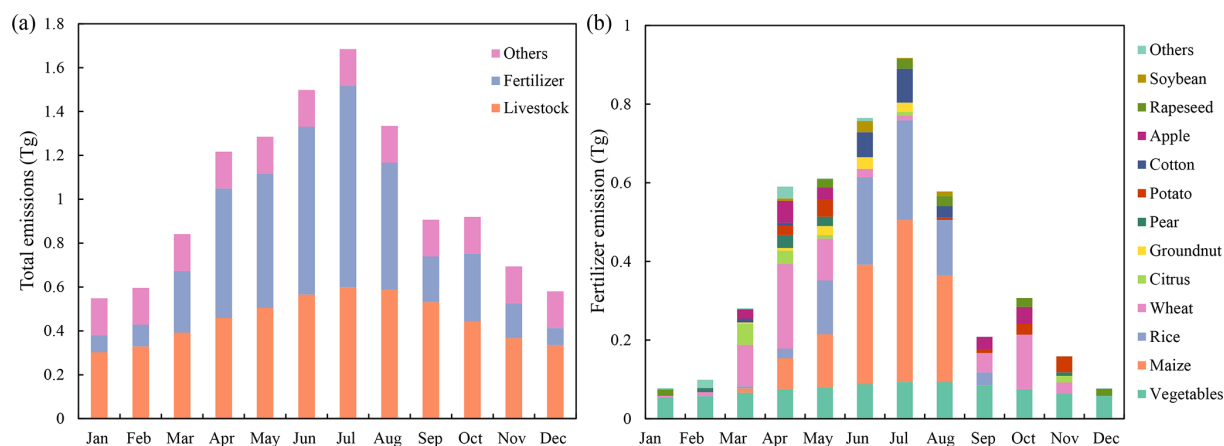 (a)
Total emissions (Tg)
1.8
1.6
1.4
1.2
1
0.8
0.6
0.4
0.2
0
Others
Fertilizer
Livestock
Jan Feb Mar Apr May Jun Jul Aug Sep Oct Nov Dec
(b)
Fertilizer emission (Tg)
1
0.8
0.6
0.4
0.2
0
Jan Feb Mar Apr May Jun Jul Aug Sep Oct Nov Dec
Others
Soybean
Rapeseed
Apple
Cotton
Potato
Pear
Groundnut
Citrus
Wheat
Rice
Maize
Vegetables